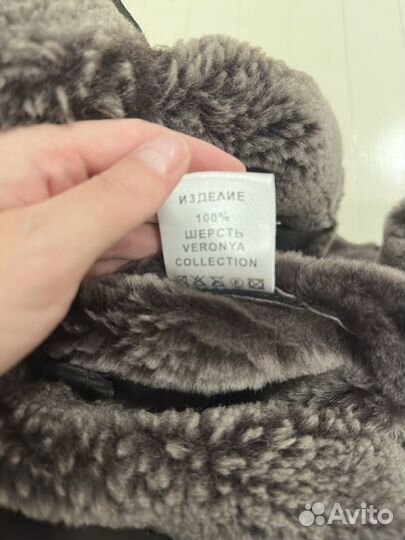 ИЗДЕЛИЕ
100%
ШЕРСТЬ
VERONYA
COLLECTION
Avito